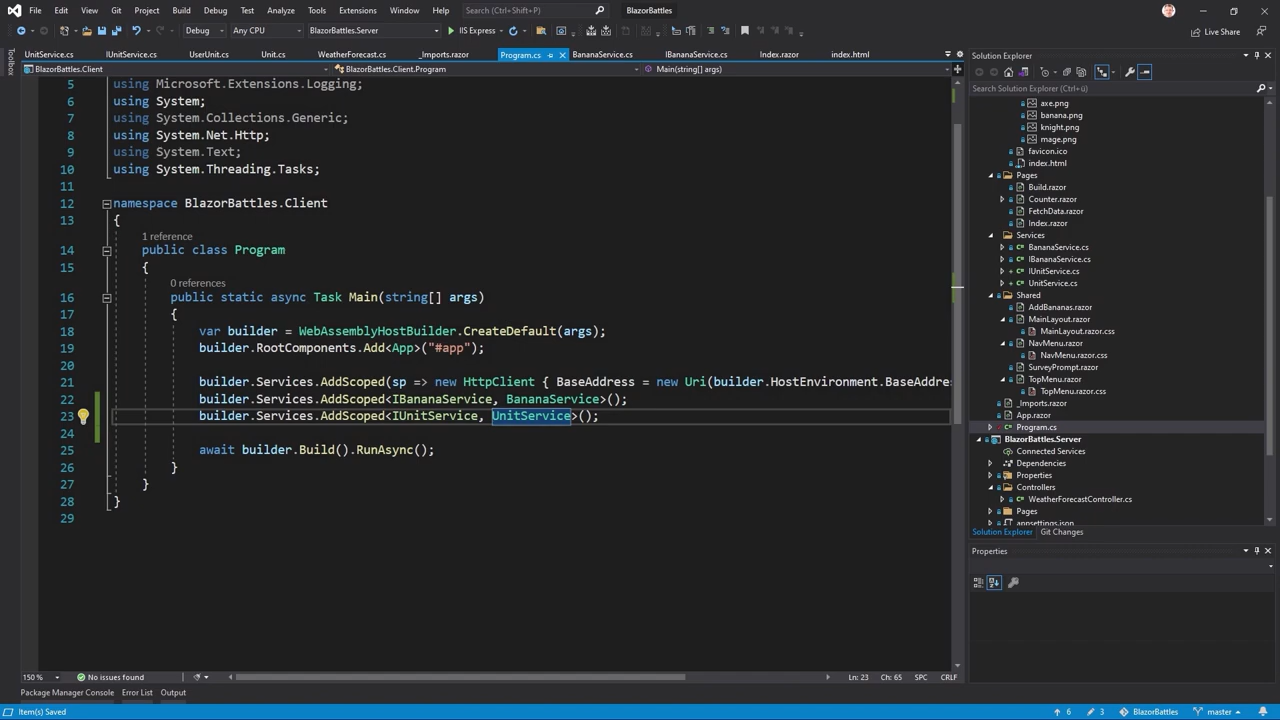 File Edit View Git Project Build Debug Test Analyze Tools Extensions Window Help Search (Ctrl+Shift+P) BlazorBattles
Debug Any CPU BlazorBattles.Server IIS Express Live Share
Toolbox
UnitService.cs IUnitService.cs UserUnit.cs Unit.cs WeatherForecast.cs _Imports.razor Program.cs BananaService.cs IBananaService.cs Index.razor index.html
BlazorBattles.Client BlazorBattles.Client.Program Main(string[] args)
5 using Microsoft.Extensions.Logging;
6 using System;
7 using System.Collections.Generic;
8 using System.Net.Http;
9 using System.Text;
10 using System.Threading.Tasks;
11
12 namespace BlazorBattles.Client
13 {
1 reference
14 public class Program
15 {
0 references
16 public static async Task Main(string[] args)
17 {
18 var builder = WebAssemblyHostBuilder.CreateDefault(args);
19 builder.RootComponents.Add<App>("#app");
20
21 builder.Services.AddScoped(sp => new HttpClient { BaseAddress = new Uri(builder.HostEnvironment.BaseAddre
22 builder.Services.AddScoped<IBananaService, BananaService>();
23 builder.Services.AddScoped<IUnitService, UnitService>();
24
25 await builder.Build().RunAsync();
26 }
27 }
28 }
29
150 % No issues found Ln: 23 Ch: 65 SPC CRLF
Package Manager Console Error List Output
Item(s) Saved 6 3 BlazorBattles master
Solution Explorer
Search Solution Explorer (Ctrl+ü)
axe.png
banana.png
knight.png
mage.png
favicon.ico
index.html
Pages
Build.razor
Counter.razor
FetchData.razor
Index.razor
Services
BananaService.cs
IBananaService.cs
IUnitService.cs
UnitService.cs
Shared
AddBananas.razor
MainLayout.razor
MainLayout.razor.css
NavMenu.razor
NavMenu.razor.css
SurveyPrompt.razor
TopMenu.razor
TopMenu.razor.css
_Imports.razor
App.razor
Program.cs
BlazorBattles.Server
Connected Services
Dependencies
Properties
Controllers
WeatherForecastController.cs
Pages
appsettings.json
Solution Explorer Git Changes
Properties